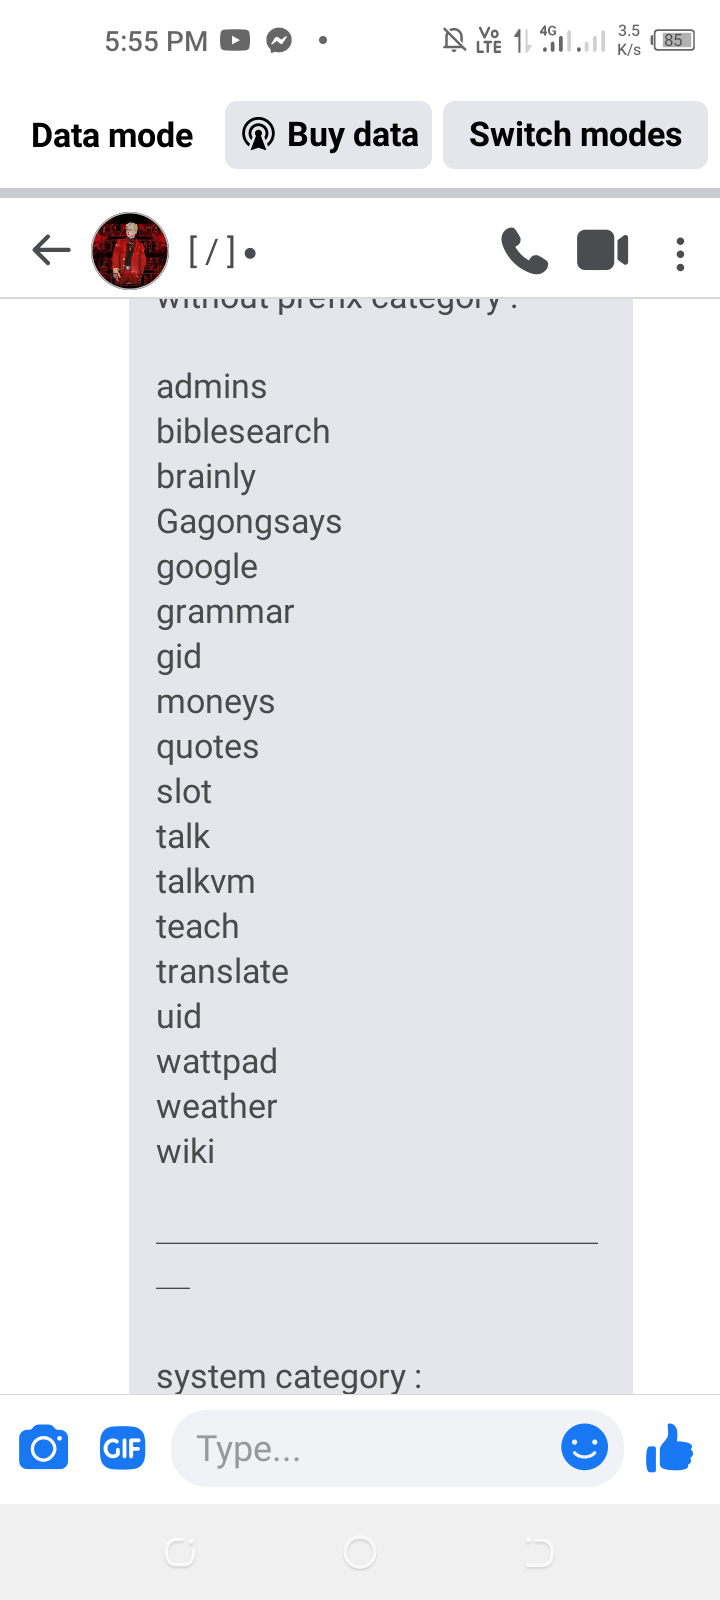 5:55 PM
Vo LTE 4G 3.5 K/s 85
Data mode Buy data Switch modes
[ / ] •
without prefix category :
admins
biblesearch
brainly
Gagongsays
google
grammar
gid
moneys
quotes
slot
talk
talkvm
teach
translate
uid
wattpad
weather
wiki
system category :
GIF Type...